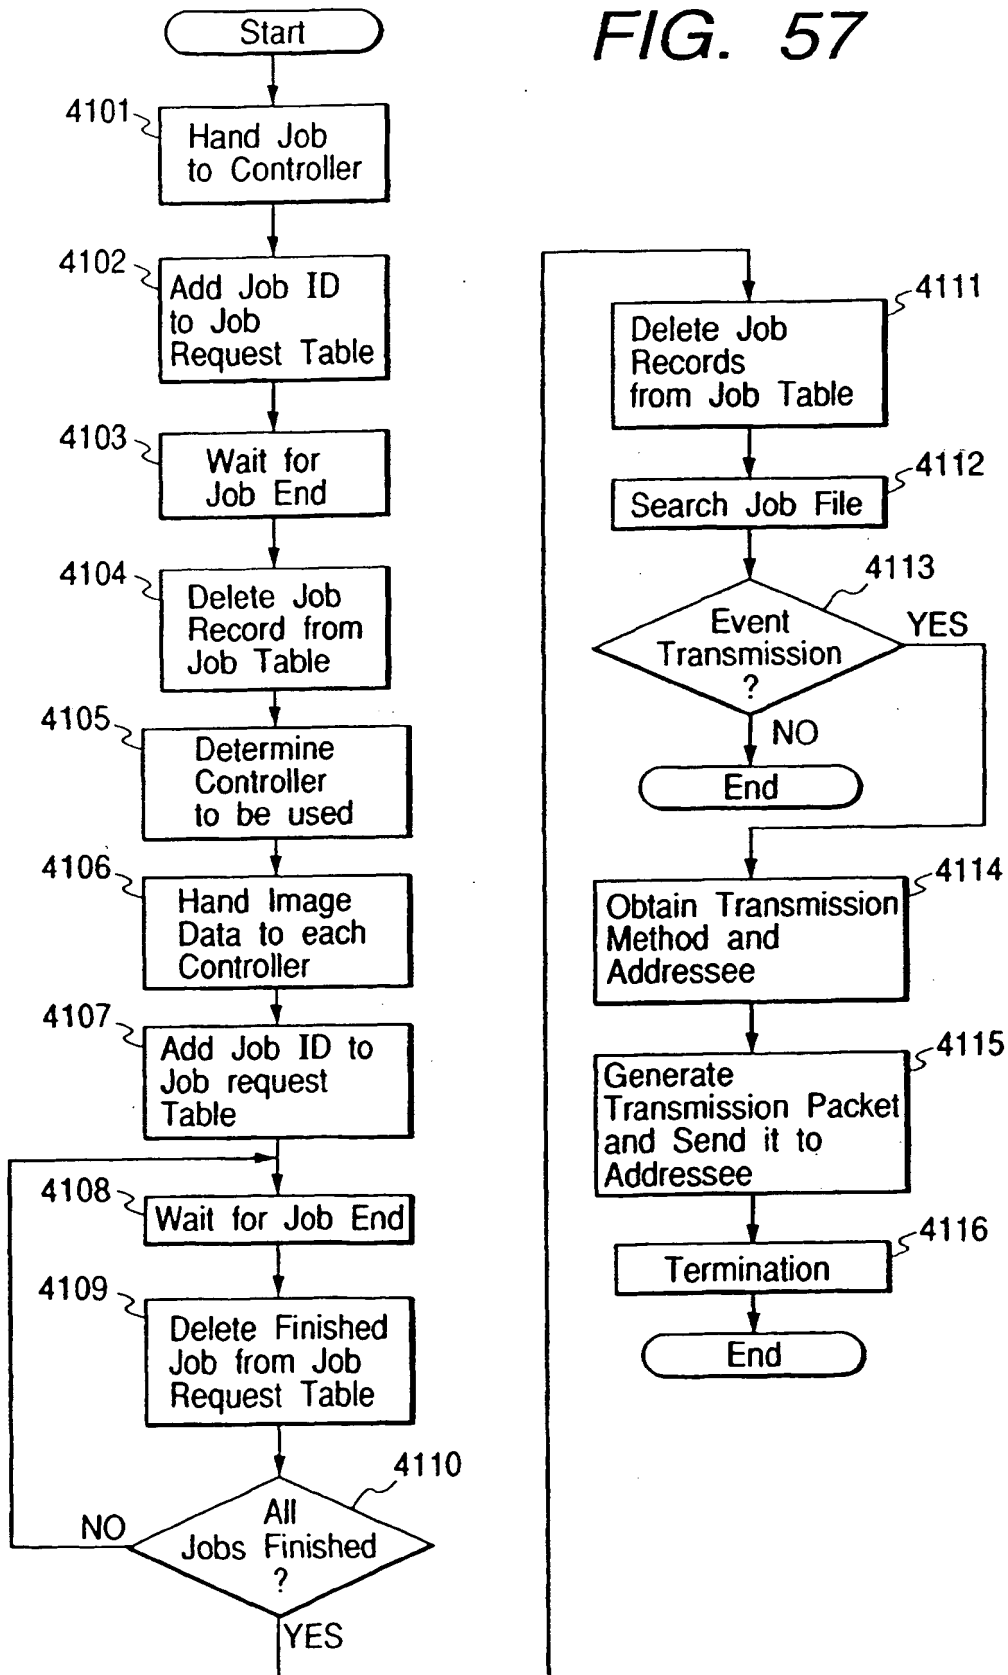 FIG. 57
Start
4101
Hand Job
to Controller
4102
Add Job ID
to Job
Request Table
4103
Wait for
Job End
4104
Delete Job
Record from
Job Table
4105
Determine
Controller
to be used
4106
Hand Image
Data to each
Controller
4107
Add Job ID to
Job request
Table
4108
Wait for Job End
4109
Delete Finished
Job from Job
Request Table
4110
All
Jobs Finished
?
NO
YES
4111
Delete Job
Records
from Job Table
4112
Search Job File
4113
Event
Transmission
?
YES
NO
End
4114
Obtain Transmission
Method and
Addressee
4115
Generate
Transmission Packet
and Send it to
Addressee
4116
Termination
End